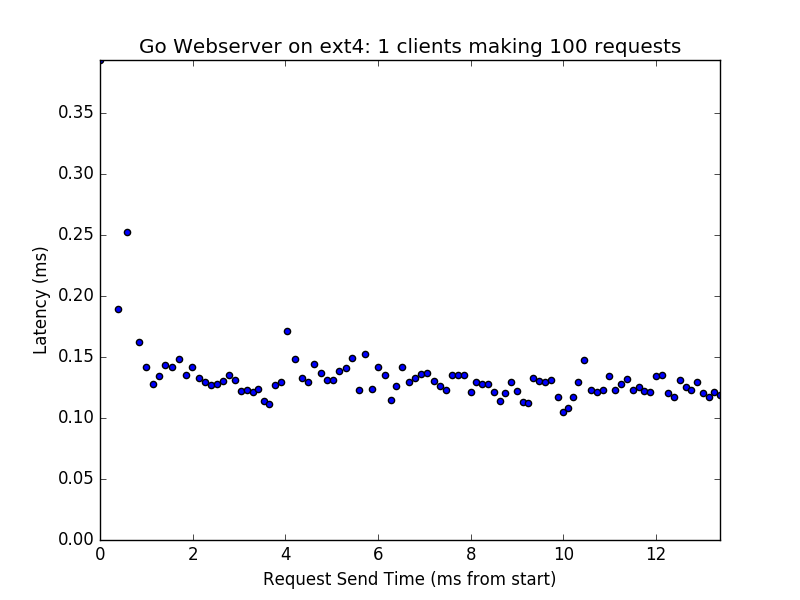 Go Webserver on ext4: 1 clients making 100 requests
0.35
0.30
0.25
0.20
0.15
0.10
0.05
0.00
Latency (ms)
0 2 4 6 8 10 12
Request Send Time (ms from start)